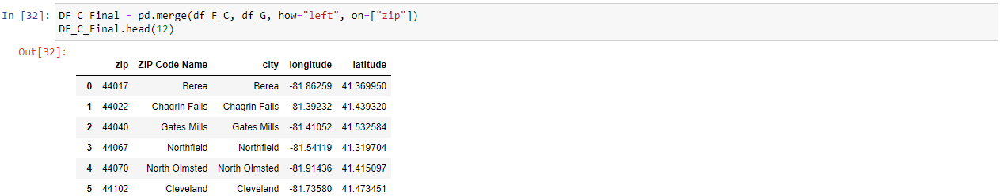 In [32]: DF_C_Final = pd.merge(df_F_C, df_G, how="left", on=["zip"])
DF_C_Final.head(12)
Out[32]:
zip ZIP Code Name city longitude latitude
0 44017 Berea Berea -81.86259 41.369950
1 44022 Chagrin Falls Chagrin Falls -81.39232 41.439320
2 44040 Gates Mills Gates Mills -81.41052 41.532584
3 44067 Northfield Northfield -81.54119 41.319704
4 44070 North Olmsted North Olmsted -81.91436 41.415097
5 44102 Cleveland Cleveland -81.73580 41.473451